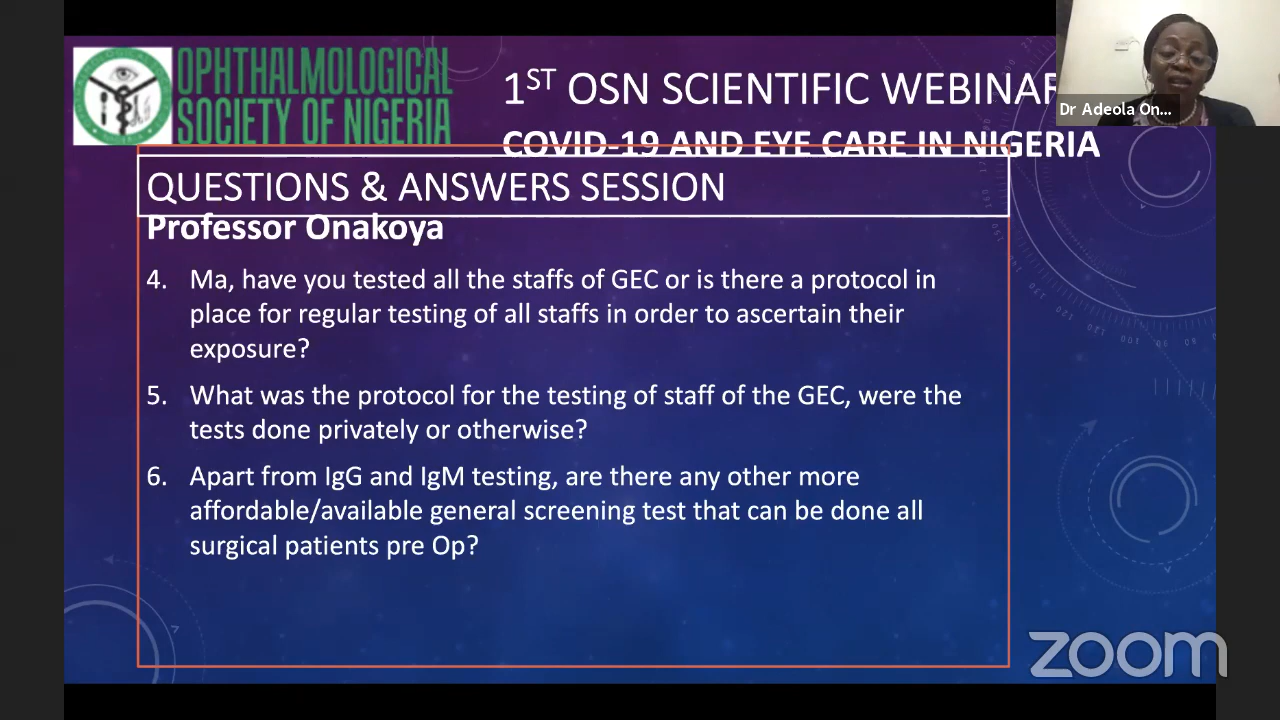 OPHTHALMOLOGICAL
SOCIETY OF NIGERIA
1ST OSN SCIENTIFIC WEBINAR
COVID-19 AND EYE CARE IN NIGERIA
Dr Adeola On...
QUESTIONS & ANSWERS SESSION
Professor Onakoya
4. Ma, have you tested all the staffs of GEC or is there a protocol in
place for regular testing of all staffs in order to ascertain their
exposure?
5. What was the protocol for the testing of staff of the GEC, were the
tests done privately or otherwise?
6. Apart from IgG and IgM testing, are there any other more
affordable/available general screening test that can be done all
surgical patients pre Op?
zoom